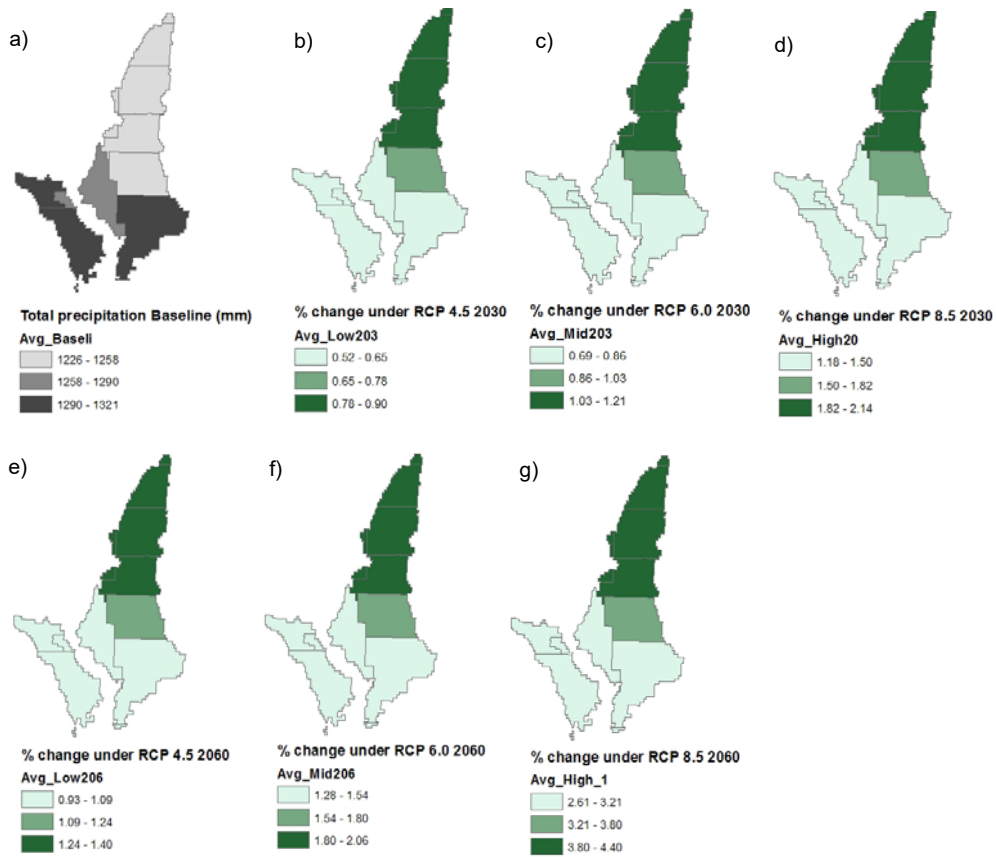 a)
Total precipitation Baseline (mm)
Avg_Baseli
1226 - 1258
1258 - 1290
1290 - 1321
b)
% change under RCP 4.5 2030
Avg_Low203
0.52 - 0.65
0.65 - 0.78
0.78 - 0.90
c)
% change under RCP 6.0 2030
Avg_Mid203
0.69 - 0.86
0.86 - 1.03
1.03 - 1.21
d)
% change under RCP 8.5 2030
Avg_High20
1.18 - 1.50
1.50 - 1.82
1.82 - 2.14
e)
% change under RCP 4.5 2060
Avg_Low206
0.93 - 1.09
1.09 - 1.24
1.24 - 1.40
f)
% change under RCP 6.0 2060
Avg_Mid206
1.28 - 1.54
1.54 - 1.80
1.80 - 2.06
g)
% change under RCP 8.5 2060
Avg_High_1
2.61 - 3.21
3.21 - 3.80
3.80 - 4.40